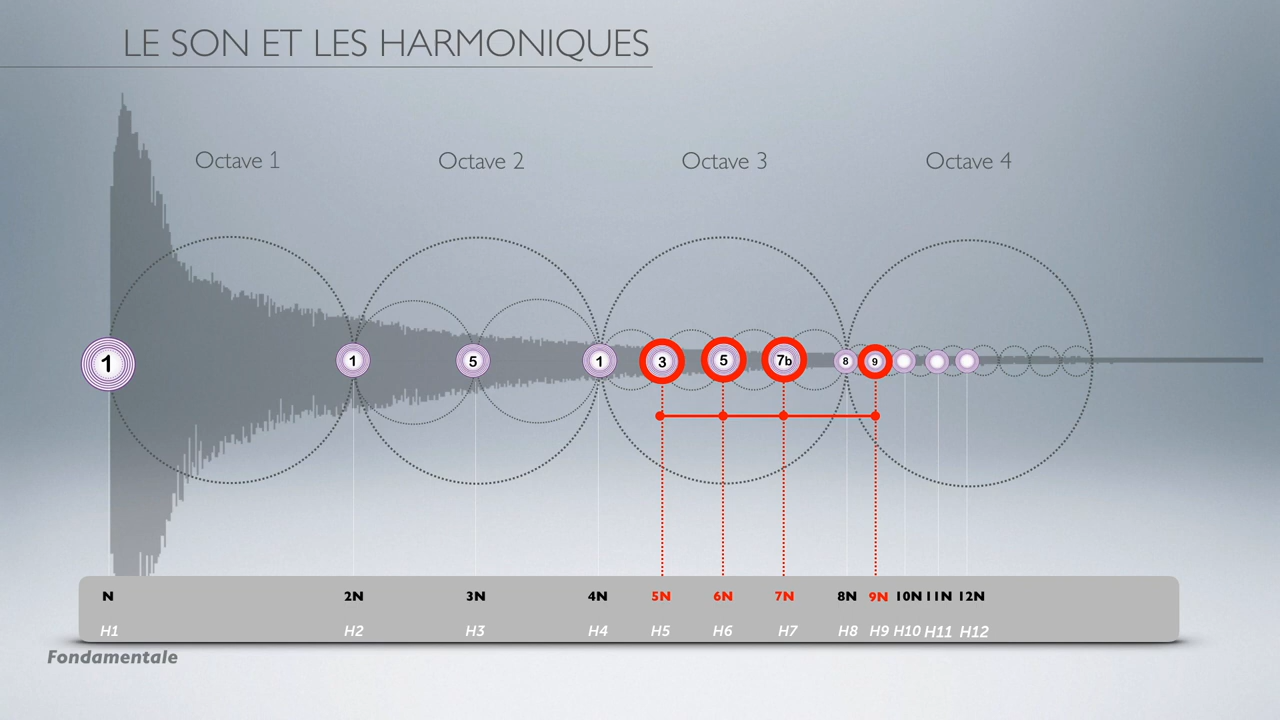 LE SON ET LES HARMONIQUES
Octave 1 Octave 2 Octave 3 Octave 4
1 1 5 1 3 5 7b 8 9
N 2N 3N 4N 5N 6N 7N 8N 9N 10N 11N 12N
H1 H2 H3 H4 H5 H6 H7 H8 H9 H10 H11 H12
Fondamentale